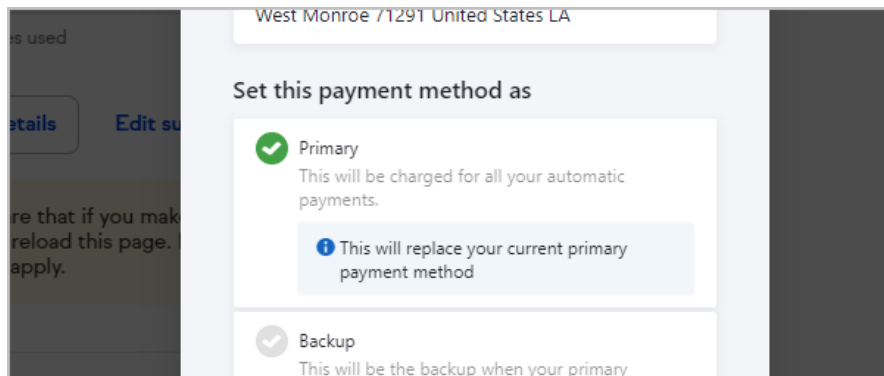 West Monroe 71291 United States LA
es used
Set this payment method as
etails
Edit su
Primary
This will be charged for all your automatic
payments.
re that if you mak
reload this page.
apply.
This will replace your current primary
payment method
Backup
This will be the backup when your primary